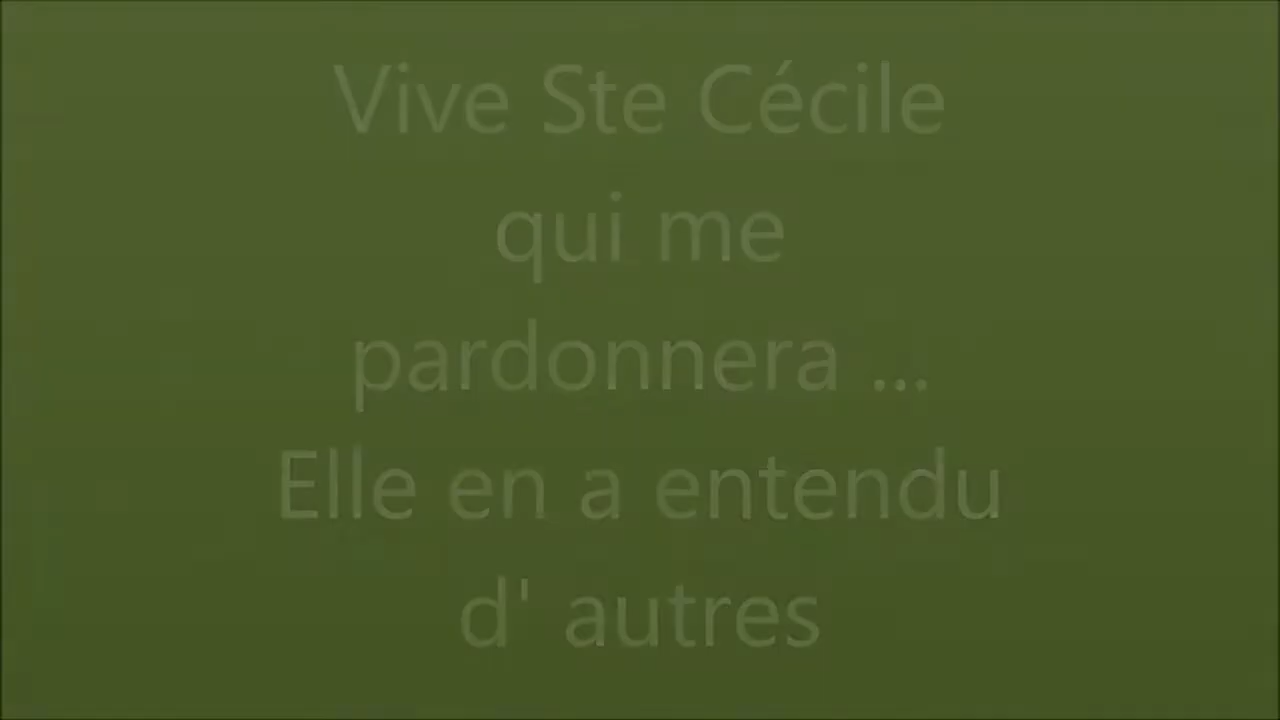 Vive Ste Cécile
qui me
pardonnera ...
Elle en a entendu
d' autres